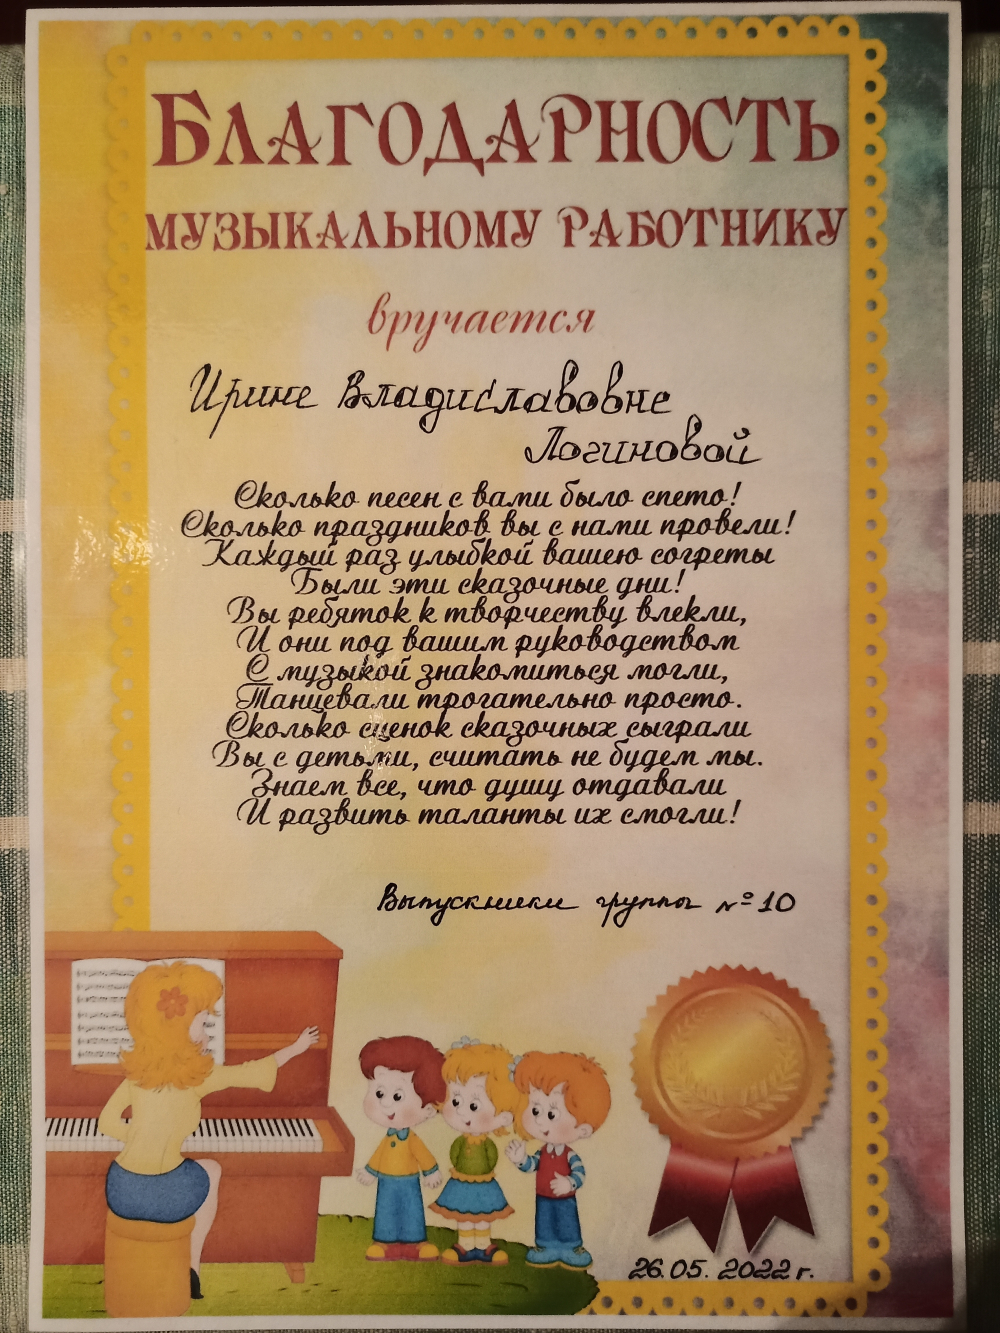 БЛАГОДАРНОСТЬ
МУЗЫКАЛЬНОМУ РАБОТНИКУ
вручается
Ирине Владиславовне
Логиновой
Сколько песен с вами было спето!
Сколько праздников вы с нами провели!
Каждый раз улыбкой вашею согреты
Были эти сказочные дни!
Вы ребяток к творчеству влекли,
И они под вашим руководством
С музыкой знакомиться могли,
Танцевали трогательно просто.
Сколько сценок сказочных сыграли
Вы с детьми, считать не будем мы.
Знаем все, что душу отдавали
И развить таланты их смогли!
Выпускники группы № 10
26.05.2022 г.